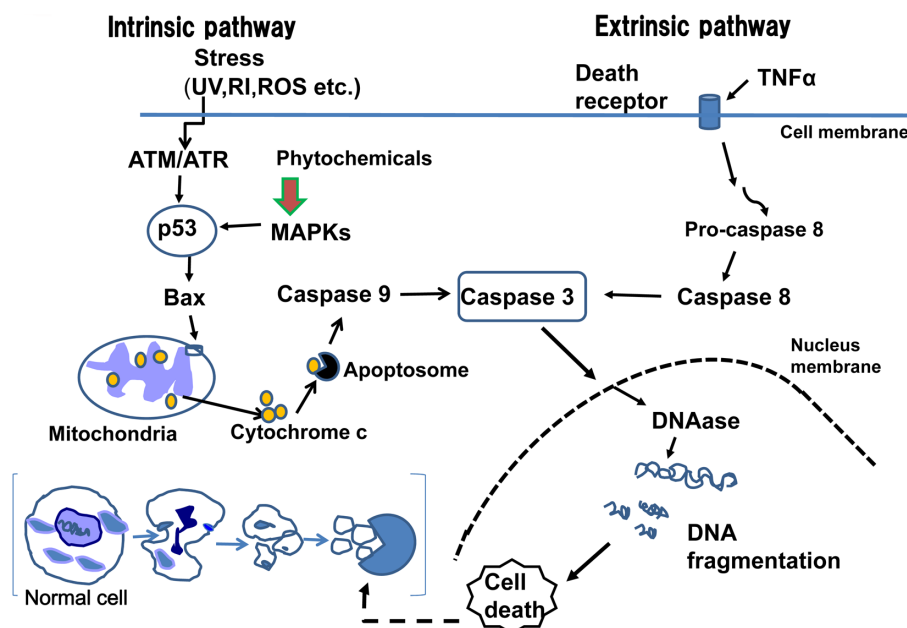 Intrinsic pathway
Extrinsic pathway
Stress
(UV,RI,ROS etc.)
Death
receptor
TNFα
Cell membrane
ATM/ATR
Phytochemicals
p53
MAPKs
Pro-caspase 8
Bax
Caspase 9
Caspase 3
Caspase 8
Nucleus
membrane
Apoptosome
Mitochondria
Cytochrome c
DNAase
DNA
fragmentation
Normal cell
Cell
death